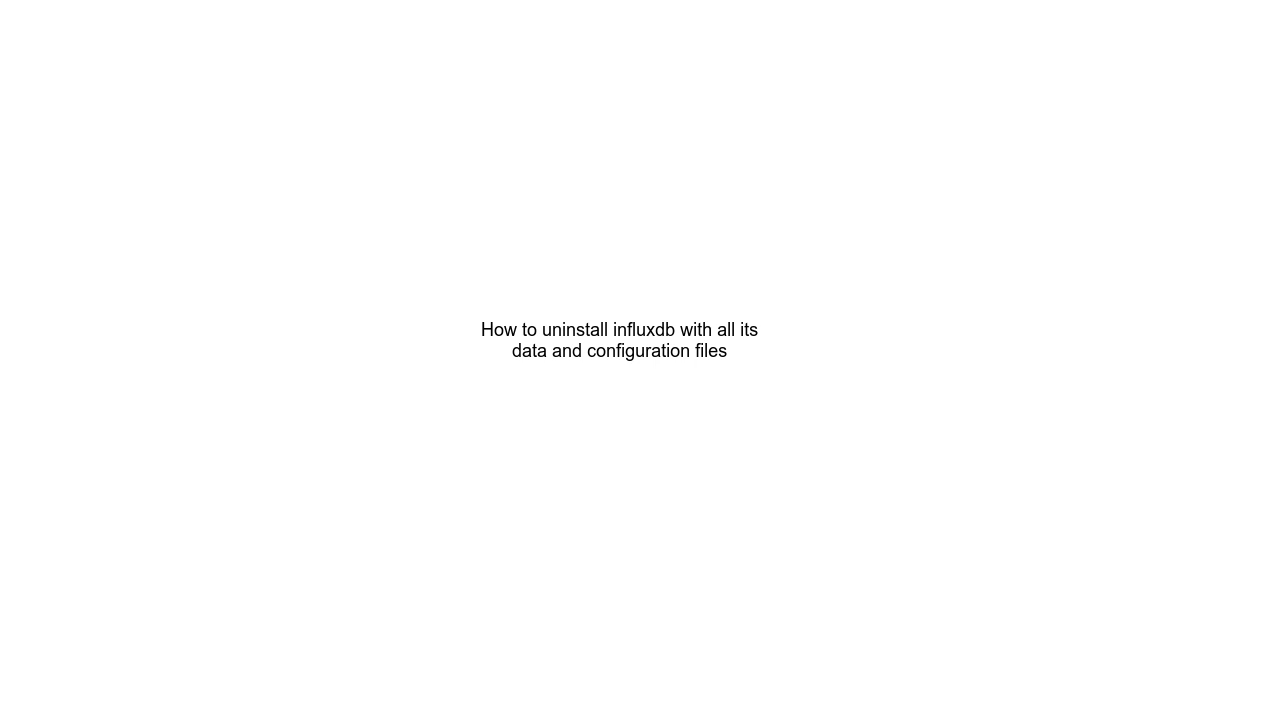 How to uninstall influxdb with all its
data and configuration files